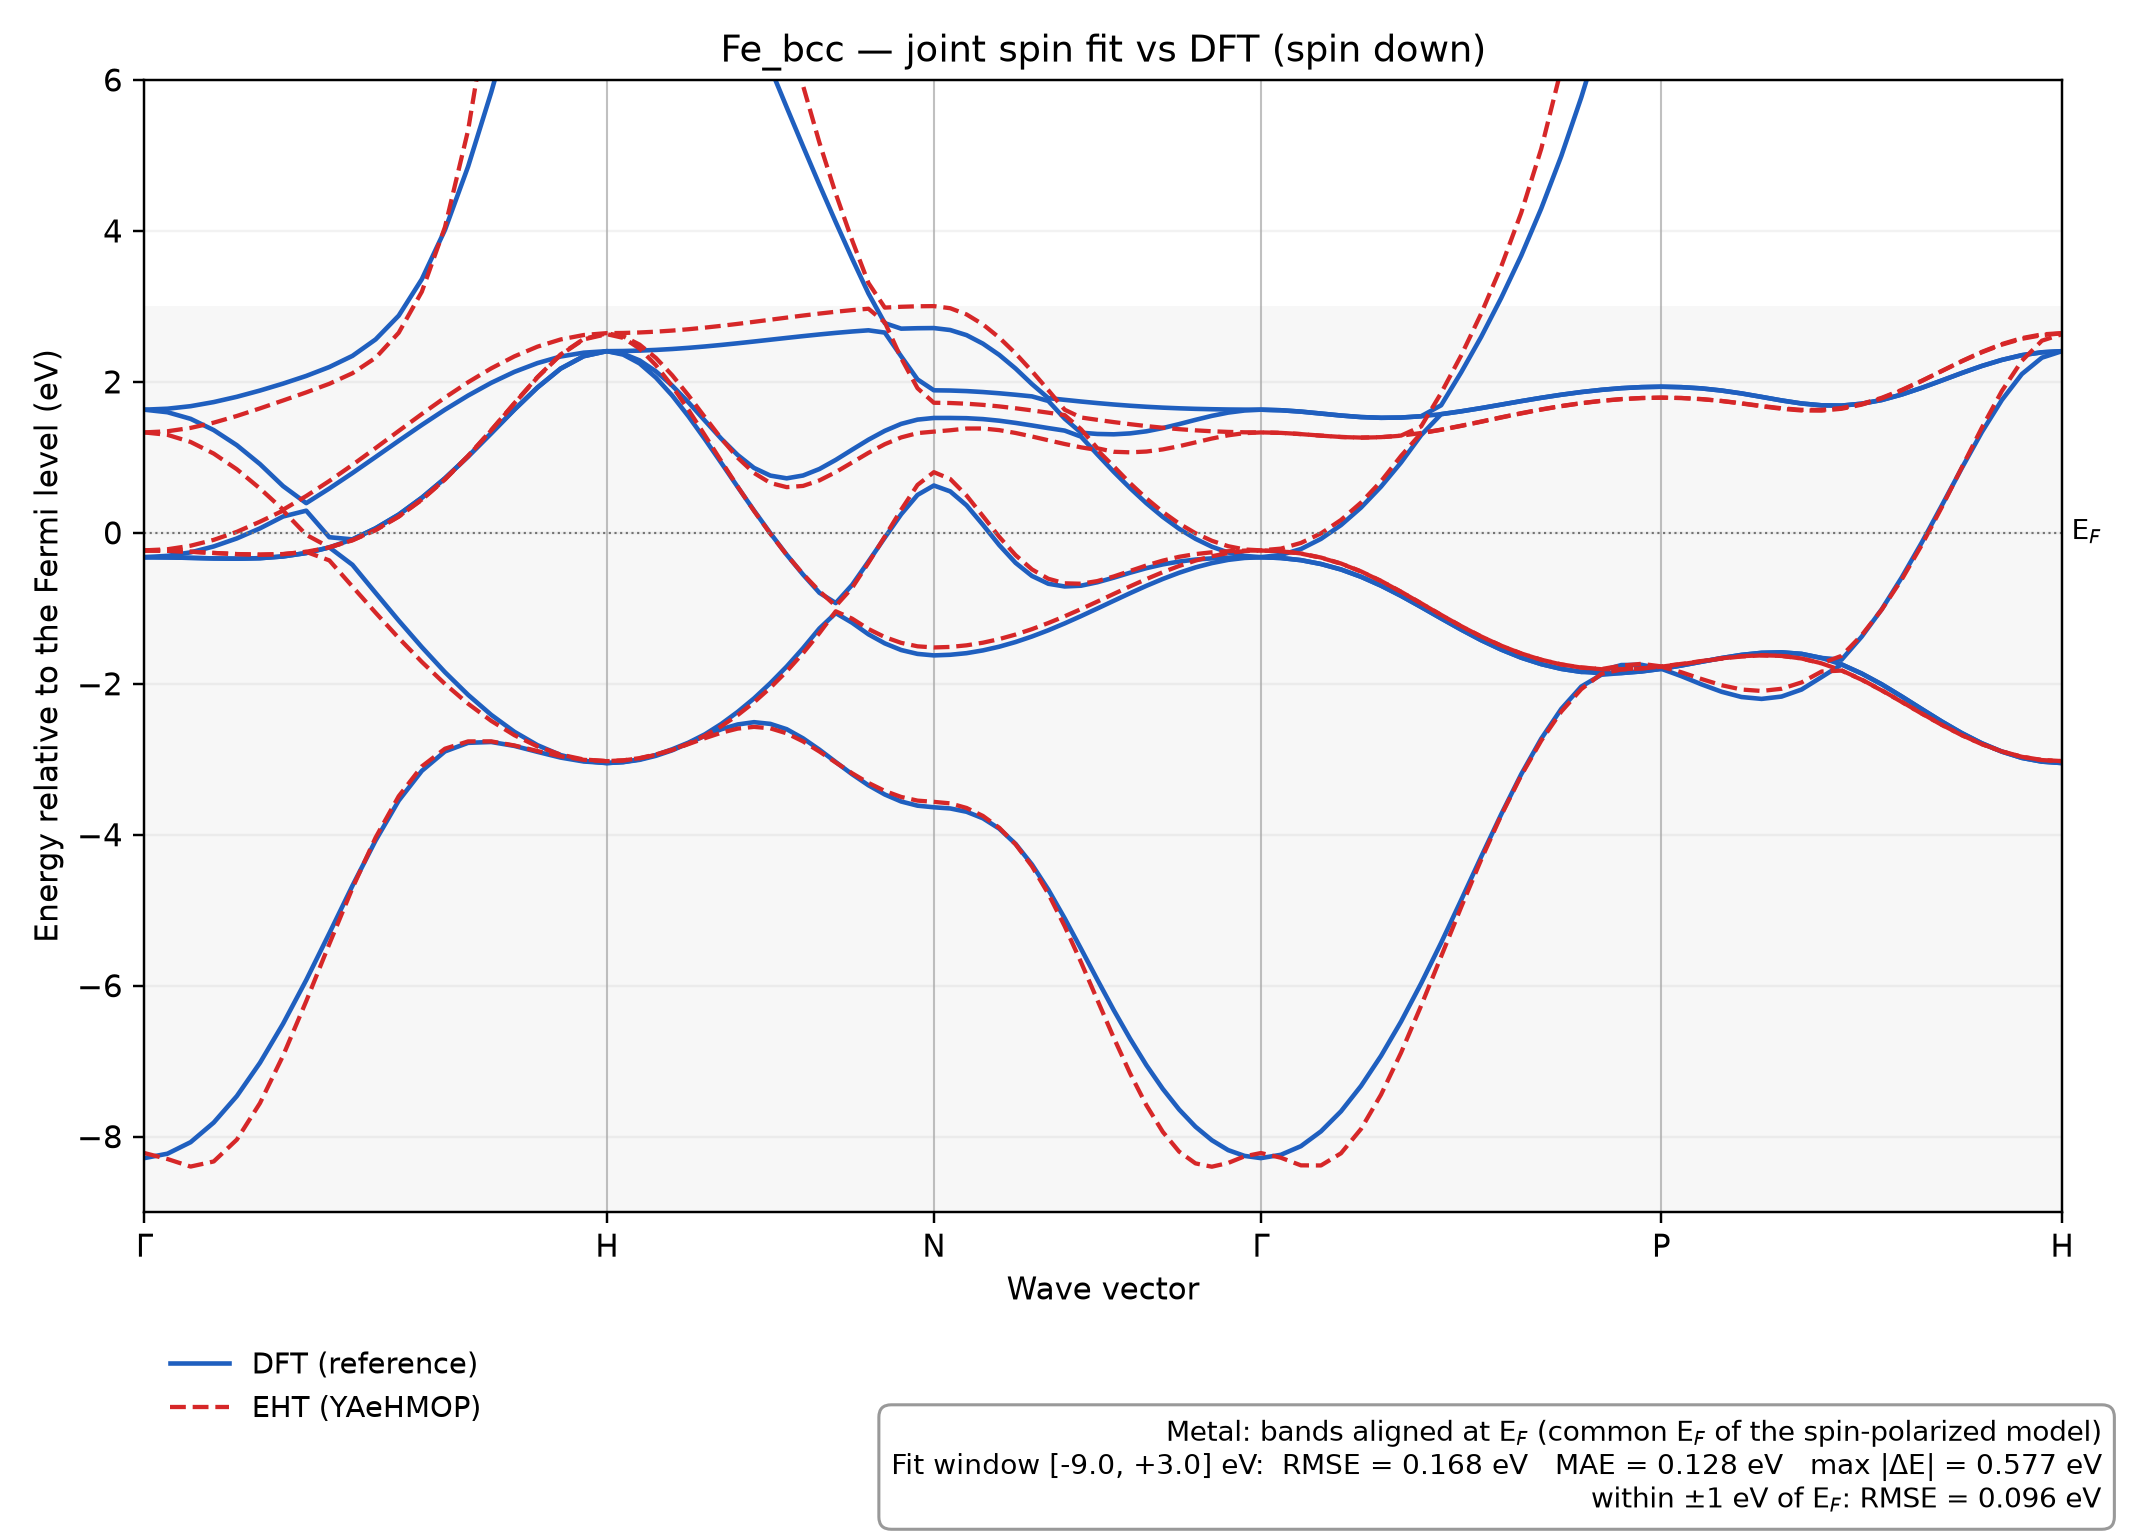 Fe_bcc — joint spin fit vs DFT (spin down)
Energy relative to the Fermi level (eV)
6
4
2
0
−2
−4
−6
−8
E_F
Γ
H
N
Γ
P
H
Wave vector
DFT (reference)
EHT (YAeHMOP)
Metal: bands aligned at E_F (common E_F of the spin-polarized model)
Fit window [-9.0, +3.0] eV: RMSE = 0.168 eV MAE = 0.128 eV max |ΔE| = 0.577 eV
within ±1 eV of E_F: RMSE = 0.096 eV